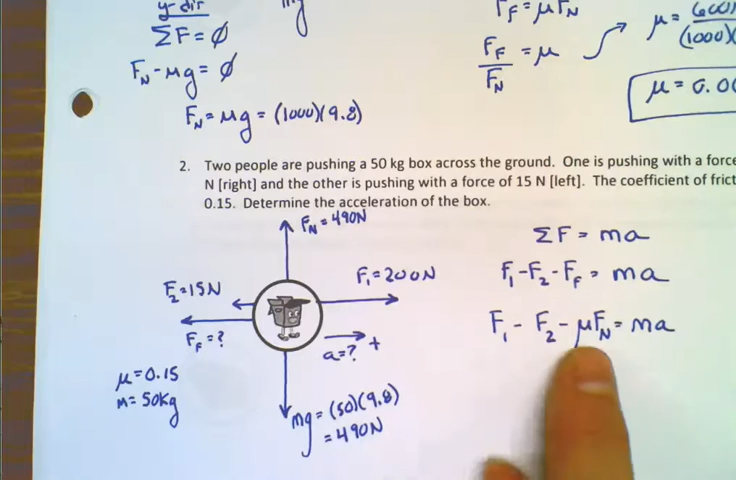 y-dir
ΣF = ∅
F_N - mg = ∅
F_N = mg = (1000)(9.8)
F_F = μF_N
F_F / F_N = μ
μ =
(1000)(
μ = 0.0
2. Two people are pushing a 50 kg box across the ground. One is pushing with a force
N [right] and the other is pushing with a force of 15 N [left]. The coefficient of frict
0.15. Determine the acceleration of the box.
F_N = 490N
F_2 = 15N
F_1 = 200N
F_F = ?
a = ? +
μ = 0.15
m = 50kg
mg = (50)(9.8)
= 490N
ΣF = ma
F_1 - F_2 - F_F = ma
F_1 - F_2 - μF_N = ma